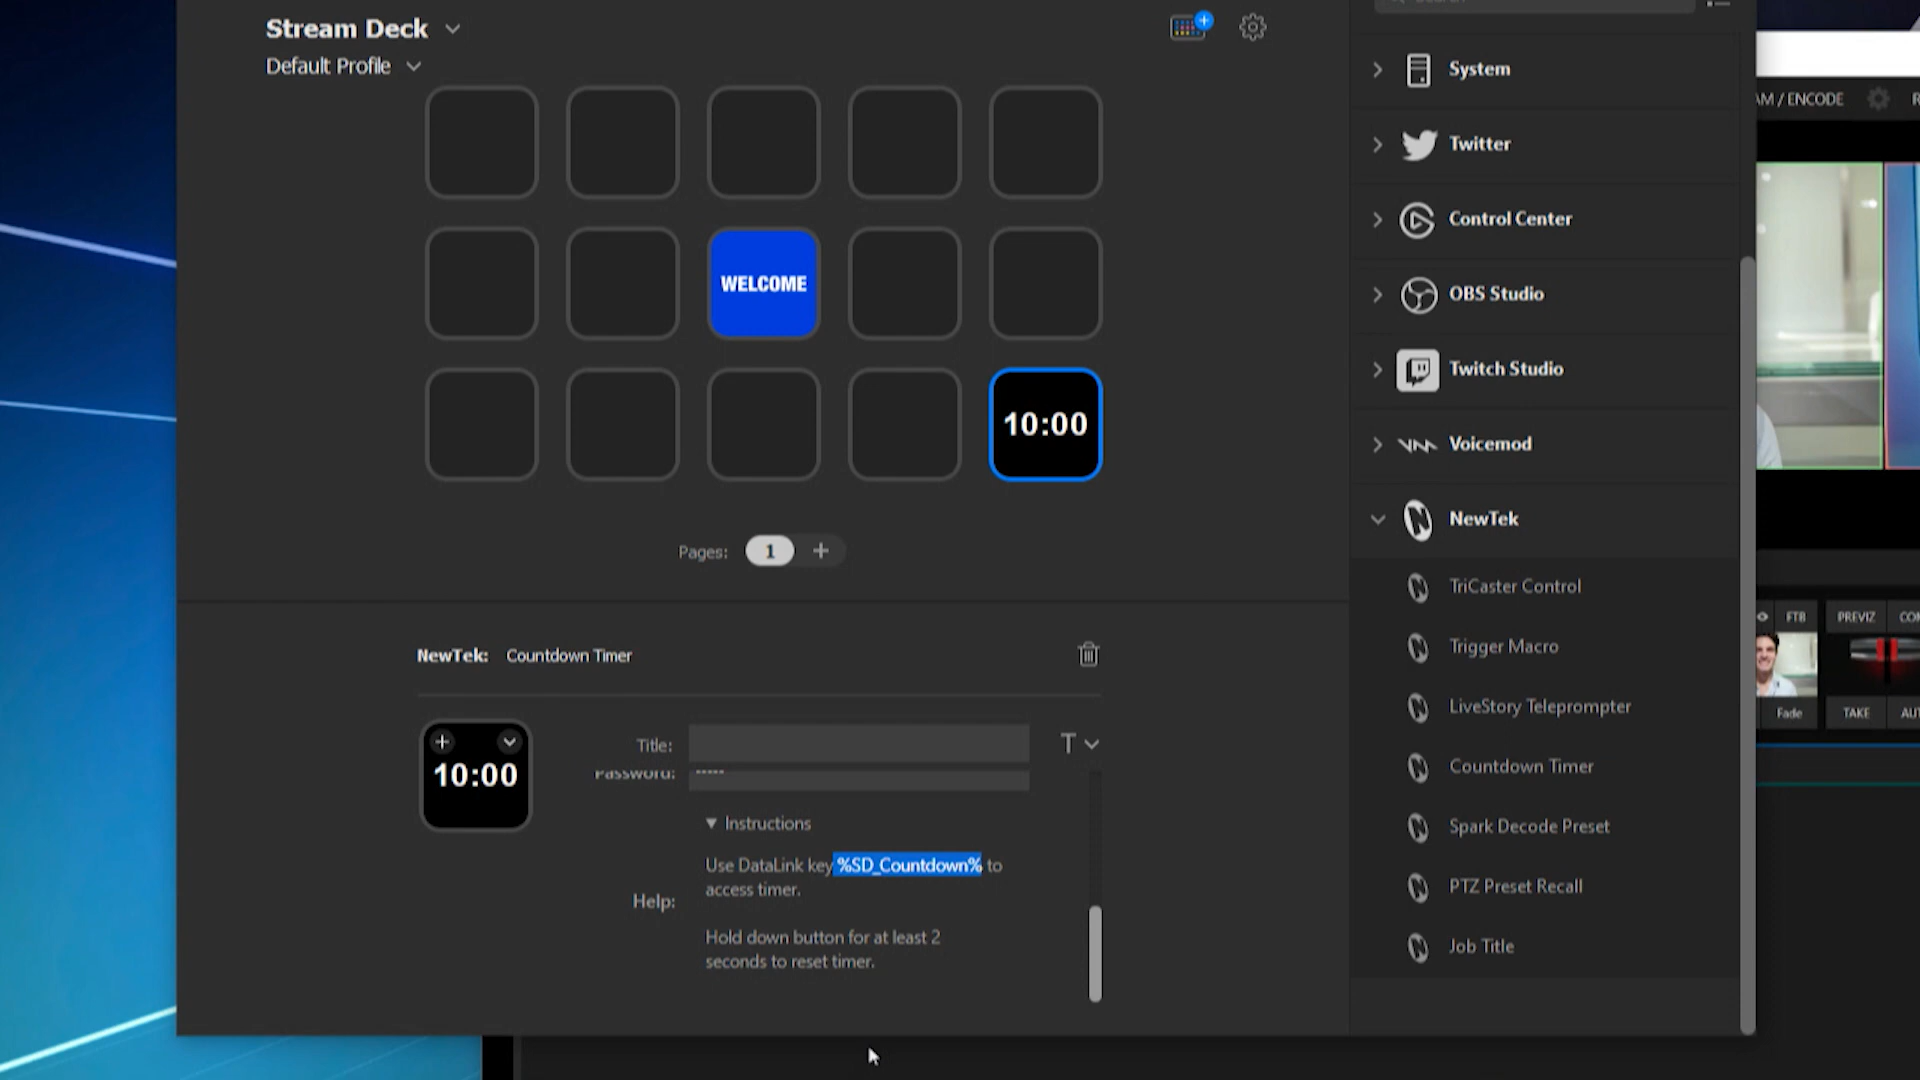 Stream Deck
Default Profile
WELCOME
10:00
Pages: 1 +
NewTek: Countdown Timer
10:00
Title:
T
Password: -----
Instructions
Use DataLink key %SD_Countdown% to
access timer.
Help:
Hold down button for at least 2
seconds to reset timer.
System
Twitter
Control Center
OBS Studio
Twitch Studio
Voicemod
NewTek
TriCaster Control
Trigger Macro
LiveStory Teleprompter
Countdown Timer
Spark Decode Preset
PTZ Preset Recall
Job Title
AM / ENCODE
FTB
PREVIZ
Fade
TAKE